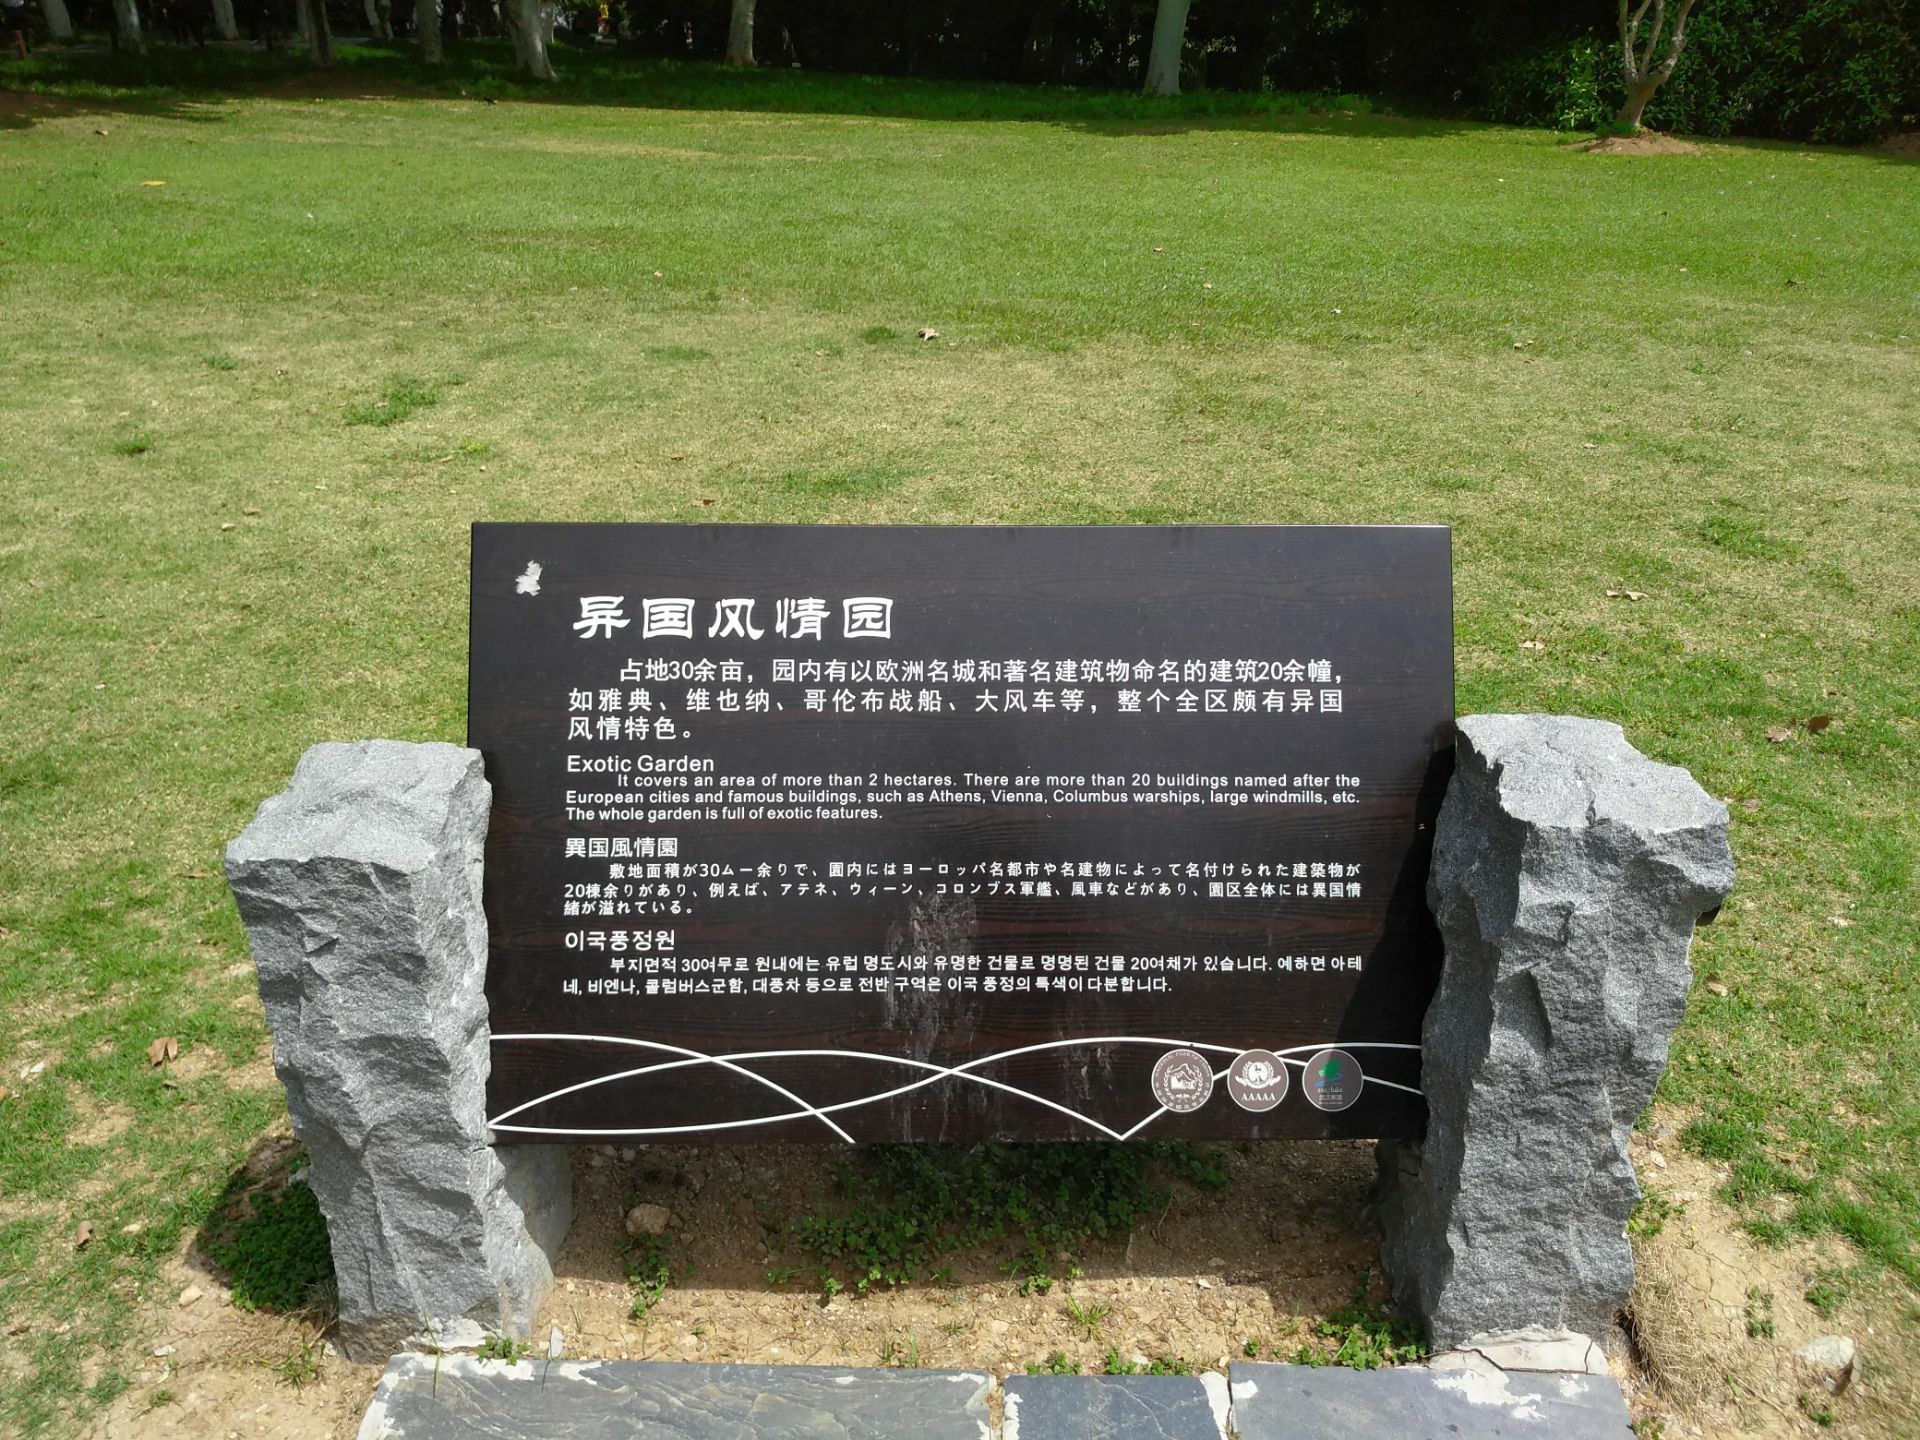 异国风情园
占地30余亩，园内有以欧洲名城和著名建筑物命名的建筑20余幢，
如雅典、维也纳、哥伦布战船、大风车等，整个全区颇有异国
风情特色。
Exotic Garden
It covers an area of more than 2 hectares. There are more than 20 buildings named after the
European cities and famous buildings, such as Athens, Vienna, Columbus warships, large windmills, etc.
The whole garden is full of exotic features.
異国風情園
敷地面積が30ムー余りで、園内にはヨーロッパ名都市や名建物によって名付けられた建築物が
20棟余りがあり、例えば、アテネ、ウィーン、コロンブス軍艦、風車などがあり、園区全体には異国情
緒が溢れている。
이국풍정원
부지면적 30여무로 원내에는 유럽 명도시와 유명한 건물로 명명된 건물 20여채가 있습니다. 예하면 아테
네, 비엔나, 콜럼버스군함, 대풍차 등으로 전반 구역은 이국 풍정의 특색이 다분합니다.
AAAAA